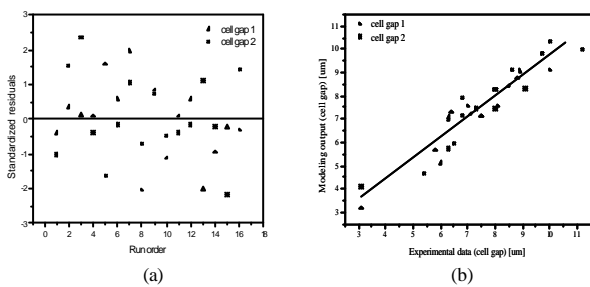 3
2
1
0
-1
-2
-3
0 2 4 6 8 10 12 14 16 18
Standardized residuals
Run order
cell gap 1
cell gap 2
(a)
11
10
9
8
7
6
5
4
3
3 4 5 6 7 8 9 10 11
Modeling output (cell gap) [um]
Experimental data (cell gap) [um]
cell gap 1
cell gap 2
(b)